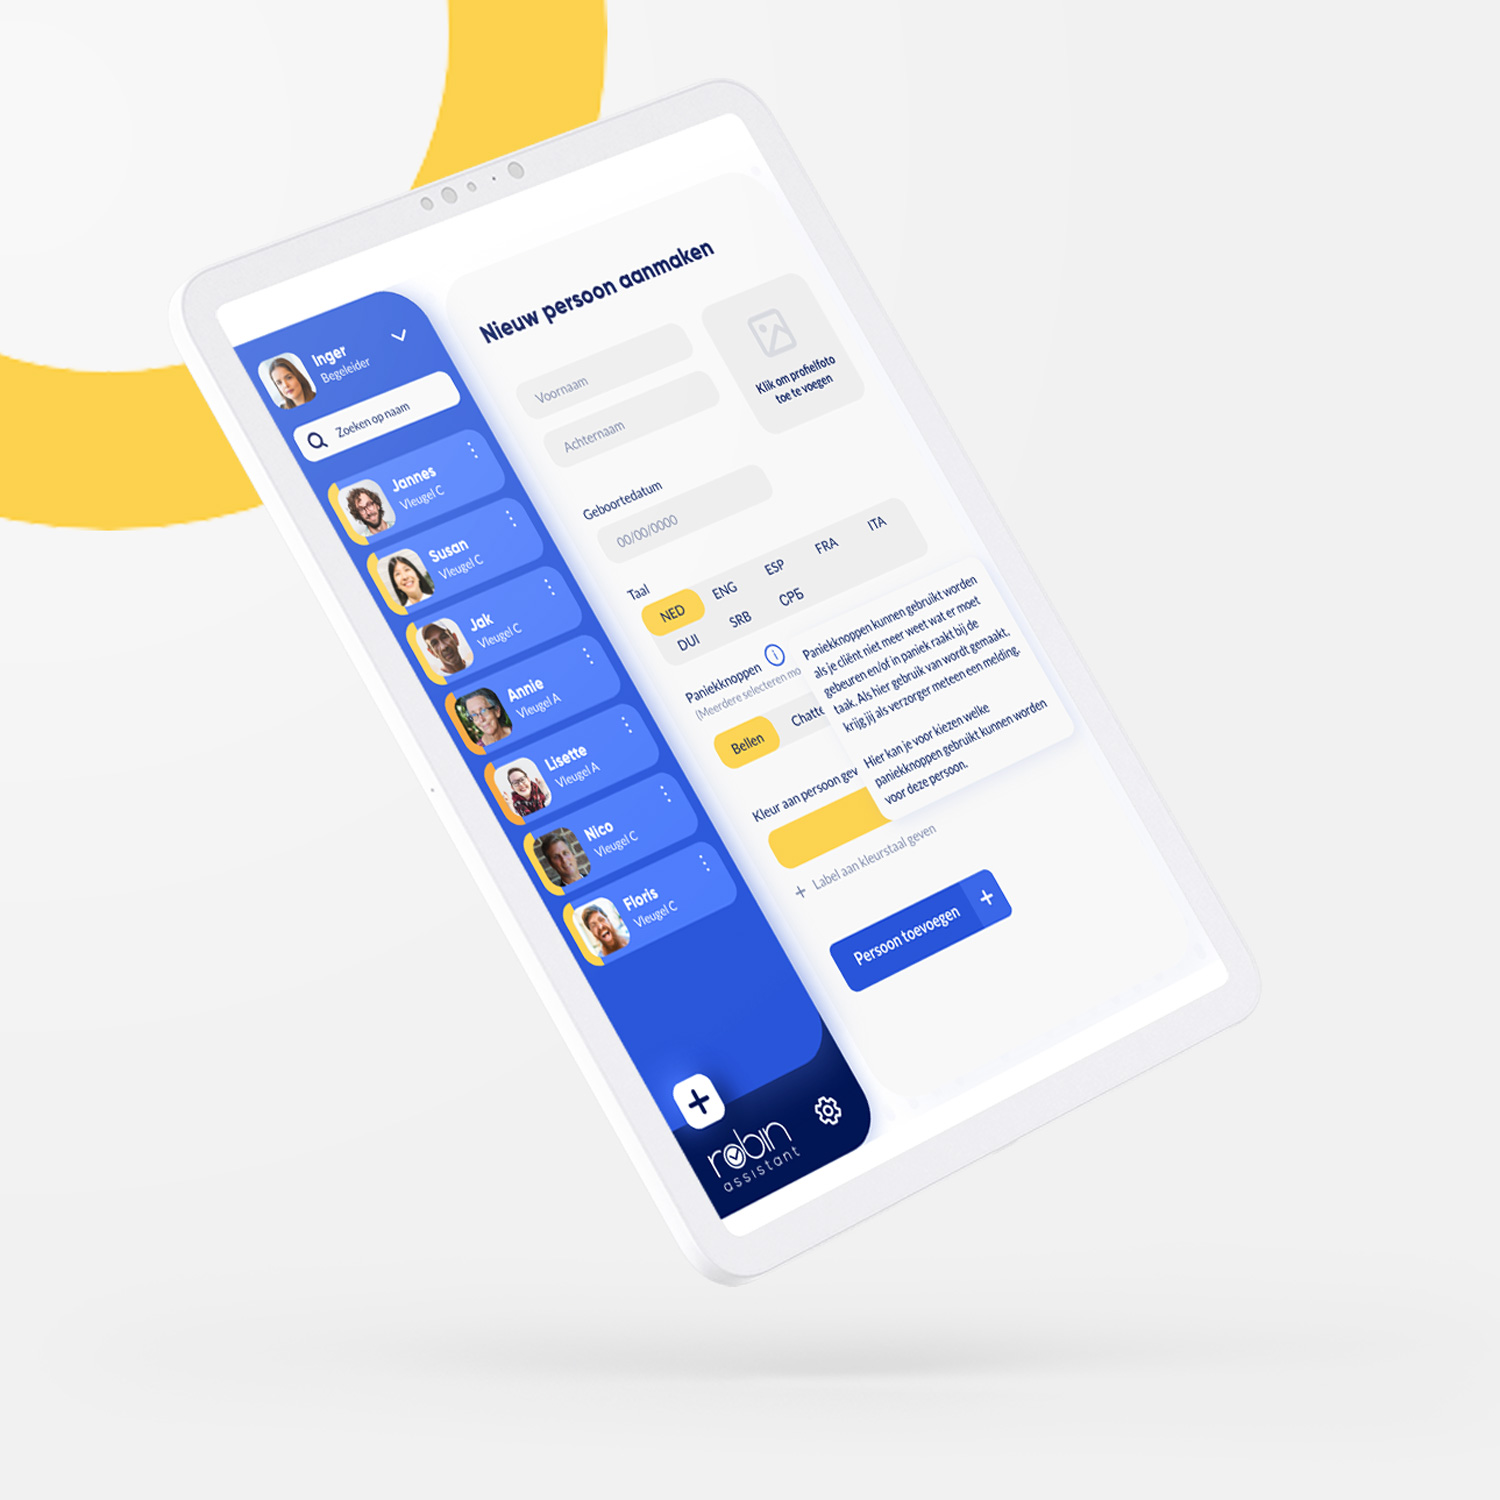 Inger
Begeleider
Zoeken op naam
Jannes
Vleugel C
Susan
Vleugel C
Jak
Vleugel C
Annie
Vleugel A
Lisette
Vleugel A
Nico
Vleugel C
Floris
Vleugel C
robin
assistant
Nieuw persoon aanmaken
Voornaam
Achternaam
Klik om profielfoto
toe te voegen
Geboortedatum
00/00/0000
Taal
NED ENG ESP FRA ITA
DUI SRB СРБ
Paniekknoppen
(Meerdere selecteren mo
Bellen Chatte
Paniekknoppen kunnen gebruikt worden
als je cliënt niet meer weet wat er moet
gebeuren en/of in paniek raakt bij de
taak. Als hier gebruik van wordt gemaakt,
krijg jij als verzorger meteen een melding.
Hier kan je voor kiezen welke
paniekknoppen gebruikt kunnen worden
voor deze persoon.
Kleur aan persoon gev
+ Label aan kleurstaal geven
Persoon toevoegen +